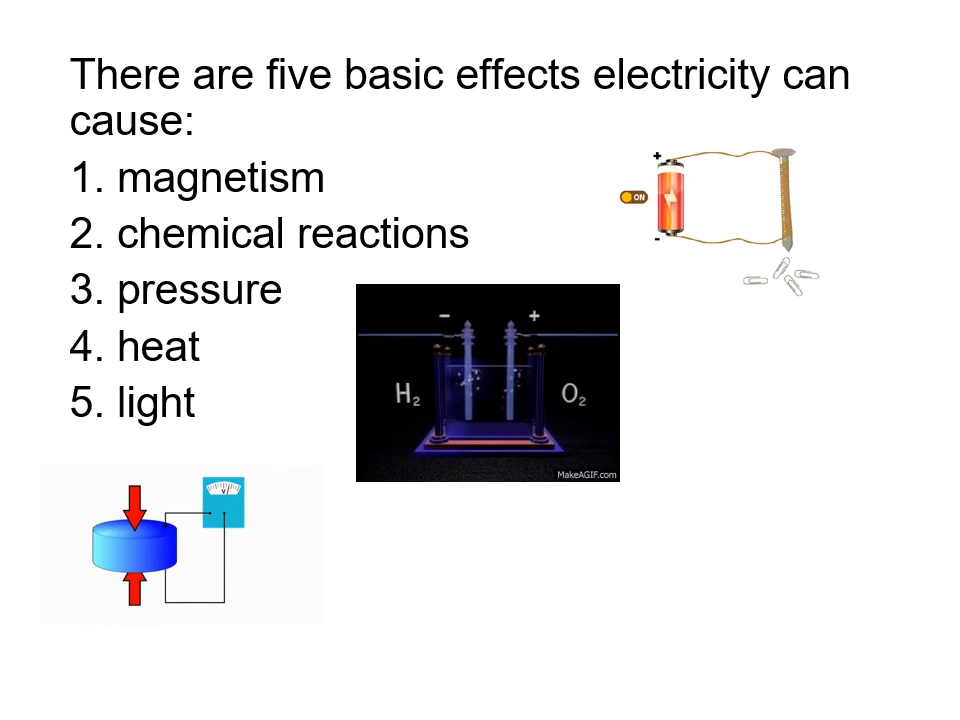 There are five basic effects electricity can
cause:
1. magnetism
2. chemical reactions
3. pressure
4. heat
5. light
+
ON
-
− +
H₂ O₂
MakeAGIF.com
V